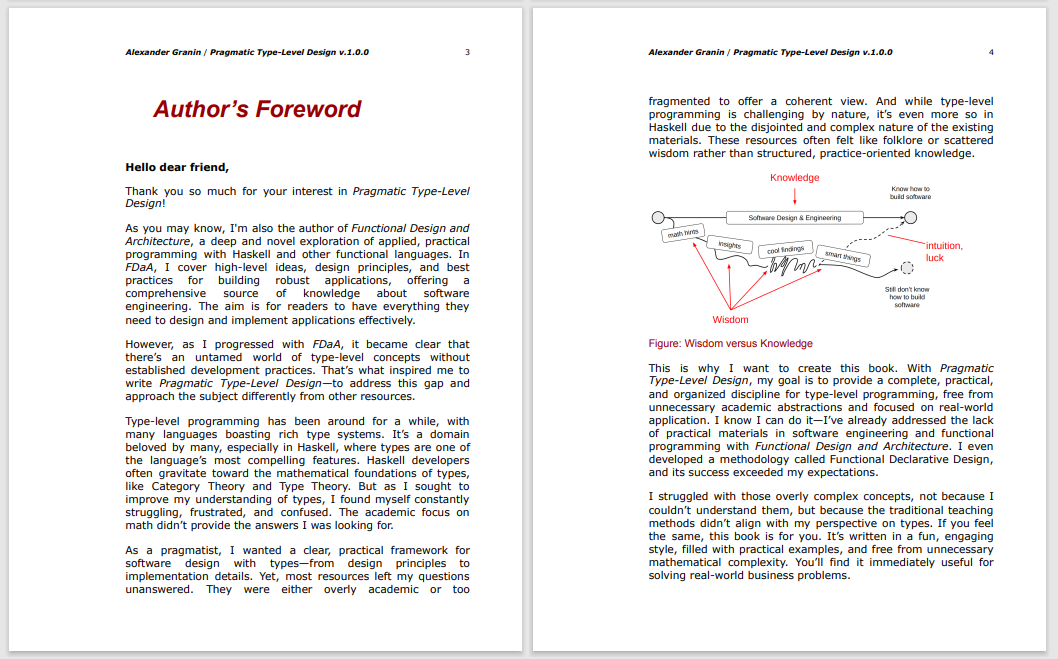 Alexander Granin / Pragmatic Type-Level Design v.1.0.0 3
Author's Foreword
Hello dear friend,
Thank you so much for your interest in Pragmatic Type-Level
Design!
As you may know, I'm also the author of Functional Design and
Architecture, a deep and novel exploration of applied, practical
programming with Haskell and other functional languages. In
FDaA, I cover high-level ideas, design principles, and best
practices for building robust applications, offering a
comprehensive source of knowledge about software
engineering. The aim is for readers to have everything they
need to design and implement applications effectively.
However, as I progressed with FDaA, it became clear that
there's an untamed world of type-level concepts without
established development practices. That's what inspired me to
write Pragmatic Type-Level Design—to address this gap and
approach the subject differently from other resources.
Type-level programming has been around for a while, with
many languages boasting rich type systems. It's a domain
beloved by many, especially in Haskell, where types are one of
the language's most compelling features. Haskell developers
often gravitate toward the mathematical foundations of types,
like Category Theory and Type Theory. But as I sought to
improve my understanding of types, I found myself constantly
struggling, frustrated, and confused. The academic focus on
math didn't provide the answers I was looking for.
As a pragmatist, I wanted a clear, practical framework for
software design with types—from design principles to
implementation details. Yet, most resources left my questions
unanswered. They were either overly academic or too
Alexander Granin / Pragmatic Type-Level Design v.1.0.0 4
fragmented to offer a coherent view. And while type-level
programming is challenging by nature, it's even more so in
Haskell due to the disjointed and complex nature of the existing
materials. These resources often felt like folklore or scattered
wisdom rather than structured, practice-oriented knowledge.
Knowledge
Know how to
build software
Software Design & Engineering
math hints
insights
cool findings
smart things
intuition,
luck
Still don't know
how to build
software
Wisdom
Figure: Wisdom versus Knowledge
This is why I want to create this book. With Pragmatic
Type-Level Design, my goal is to provide a complete, practical,
and organized discipline for type-level programming, free from
unnecessary academic abstractions and focused on real-world
application. I know I can do it—I've already addressed the lack
of practical materials in software engineering and functional
programming with Functional Design and Architecture. I even
developed a methodology called Functional Declarative Design,
and its success exceeded my expectations.
I struggled with those overly complex concepts, not because I
couldn't understand them, but because the traditional teaching
methods didn't align with my perspective on types. If you feel
the same, this book is for you. It's written in a fun, engaging
style, filled with practical examples, and free from unnecessary
mathematical complexity. You'll find it immediately useful for
solving real-world business problems.